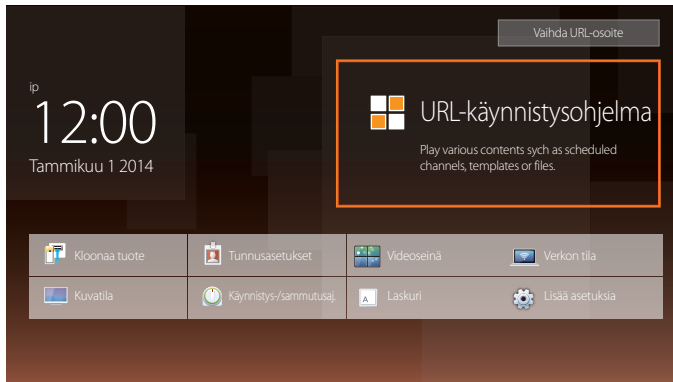 Vaihda URL-osoite
ip
12:00
Tammikuu 1 2014
URL-käynnistysohjelma
Play various contents sych as scheduled
channels, templates or files.
Kloonaa tuote
Tunnusasetukset
Videoseinä
Verkon tila
Kuvatila
Käynnistys-/sammutusaj.
A
Laskuri
Lisää asetuksia